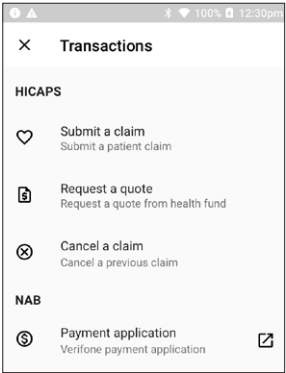 100% 12:30pm
Transactions
HICAPS
Submit a claim
Submit a patient claim
Request a quote
Request a quote from health fund
Cancel a claim
Cancel a previous claim
NAB
Payment application
Verifone payment application